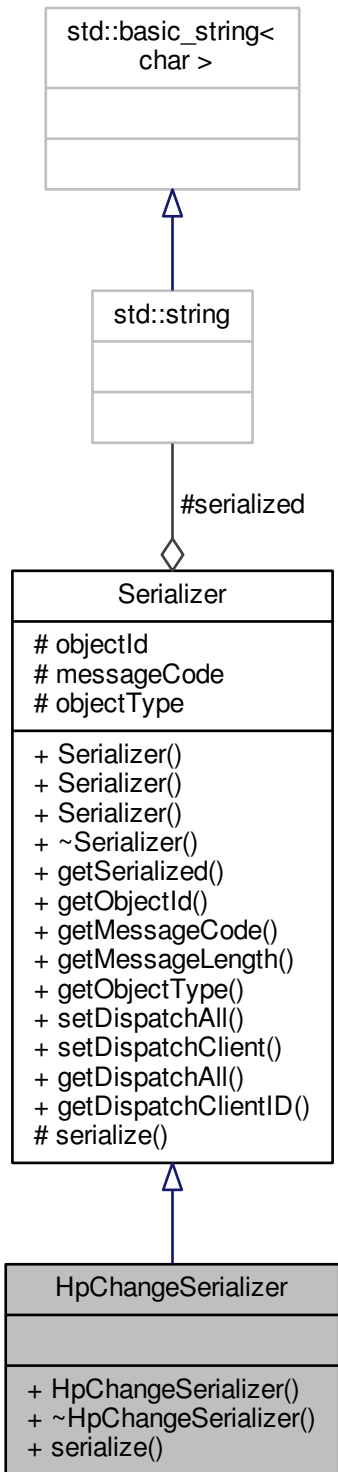 std::basic_string<
char >
std::string
#serialized
Serializer
# objectId
# messageCode
# objectType
+ Serializer()
+ Serializer()
+ Serializer()
+ ~Serializer()
+ getSerialized()
+ getObjectId()
+ getMessageCode()
+ getMessageLength()
+ getObjectType()
+ setDispatchAll()
+ setDispatchClient()
+ getDispatchAll()
+ getDispatchClientID()
# serialize()
HpChangeSerializer
+ HpChangeSerializer()
+ ~HpChangeSerializer()
+ serialize()